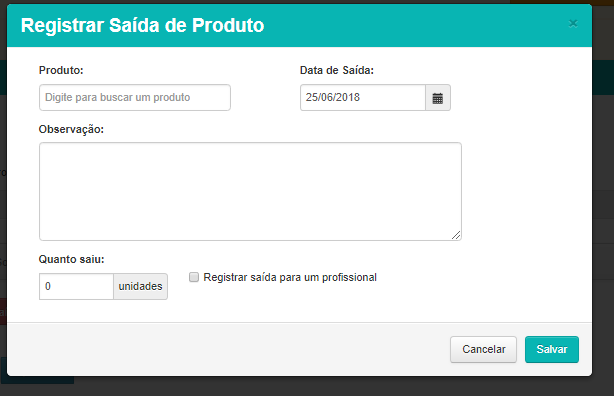 Registrar Saída de Produto
×
Produto: Data de Saída:
Digite para buscar um produto 25/06/2018
Observação:
Quanto saiu:
0 unidades Registrar saída para um profissional
Cancelar Salvar